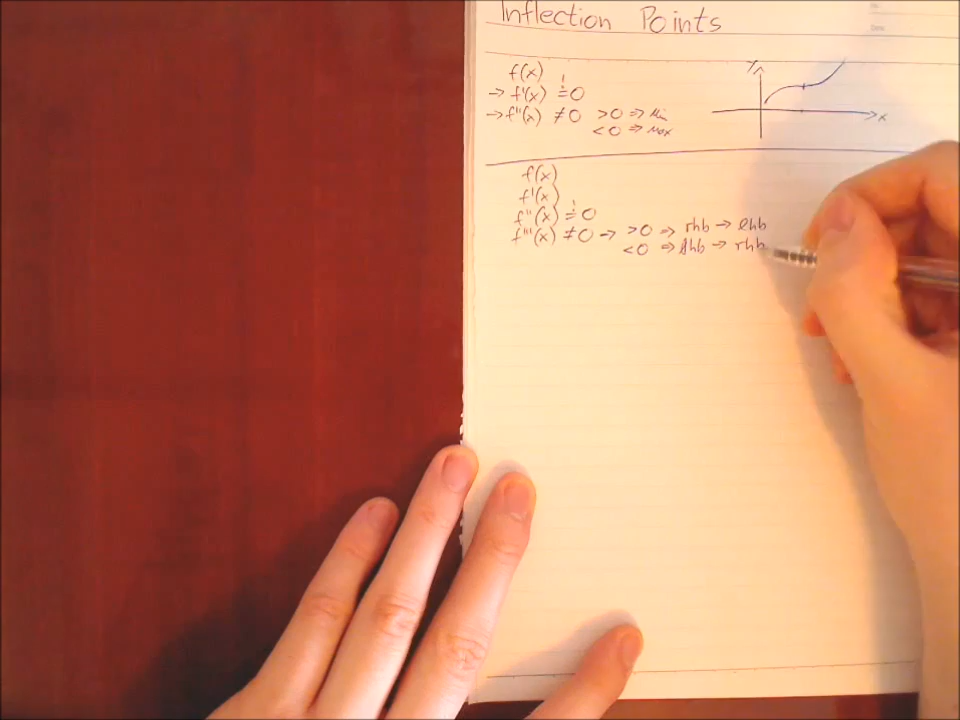 Inflection Points
f(x)
→ f'(x) != 0
→ f''(x) ≠ 0 >0 ⇒ Min
<0 ⇒ Max
y
x
f(x)
f'(x)
f''(x) != 0
f'''(x) ≠ 0 → >0 ⇒ rhb → lhb
<0 ⇒ lhb → rhb